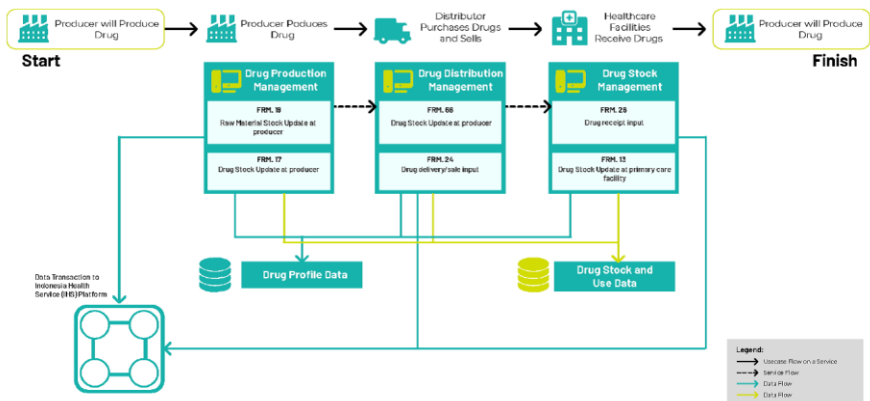 Producer will Produce
Drug
Start
Producer Poduces
Drug
Distributor
Purchases Drugs
and Sells
Healthcare
Facilities
Receive Drugs
Producer will Produce
Drug
Finish
Drug Production
Management
FRM. 19
Raw Material Stock Update at
producer
FRM. 17
Drug Stock Update at producer
Drug Distribution
Management
FRM. 66
Drug Stock Update at producer
FRM. 24
Drug delivery/sale input
Drug Stock
Management
FRM. 26
Drug receipt input
FRM. 13
Drug Stock Update at primary care
facility
Drug Profile Data
Drug Stock and
Use Data
Data Transaction to
Indonesia Health
Service (IHS) Platform
Legend:
Usecase Flow on a Service
Service Flow
Data Flow
Data Flow